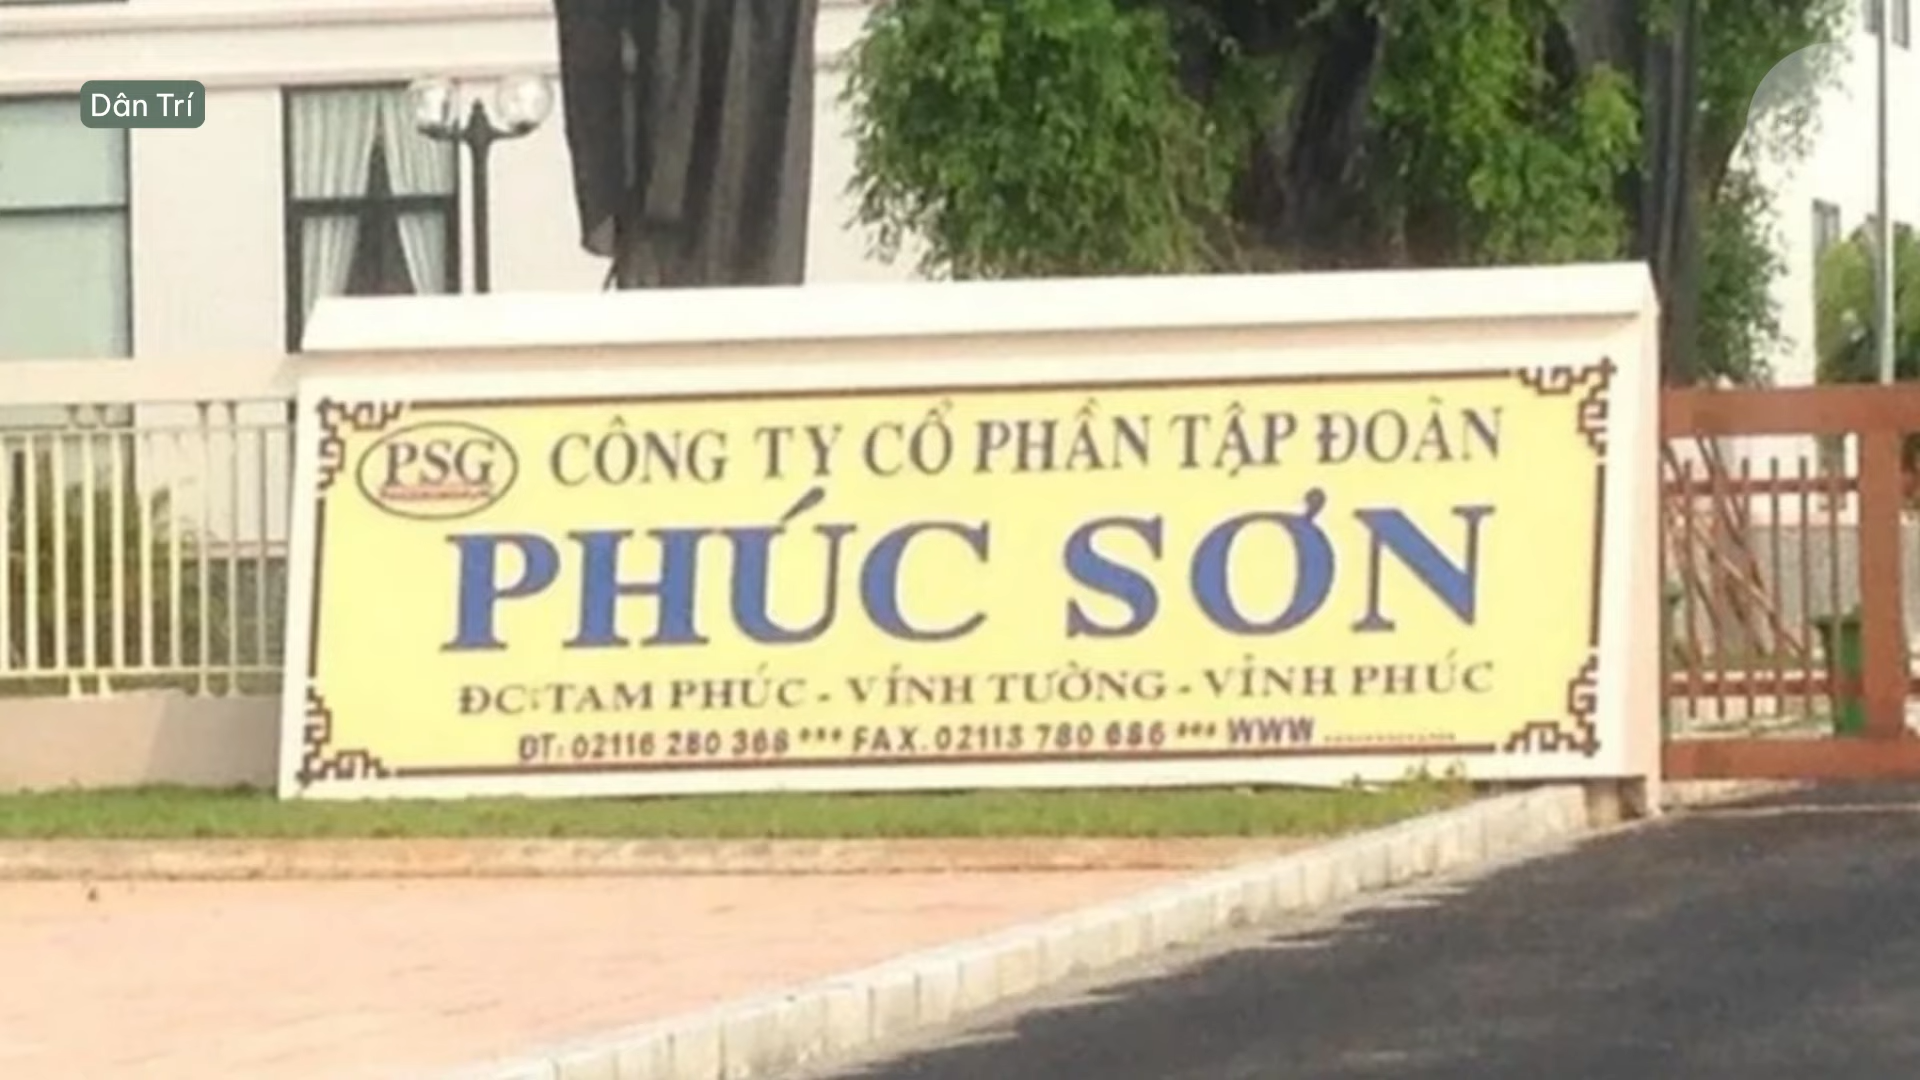 Dân Trí
PSG
CÔNG TY CỔ PHẦN TẬP ĐOÀN
PHÚC SƠN
ĐC:TAM PHÚC - VÍNH TƯỜNG - VĨNH PHÚC
ĐT: 02116 280 368 *** FAX. 02113 780 686 *** WWW